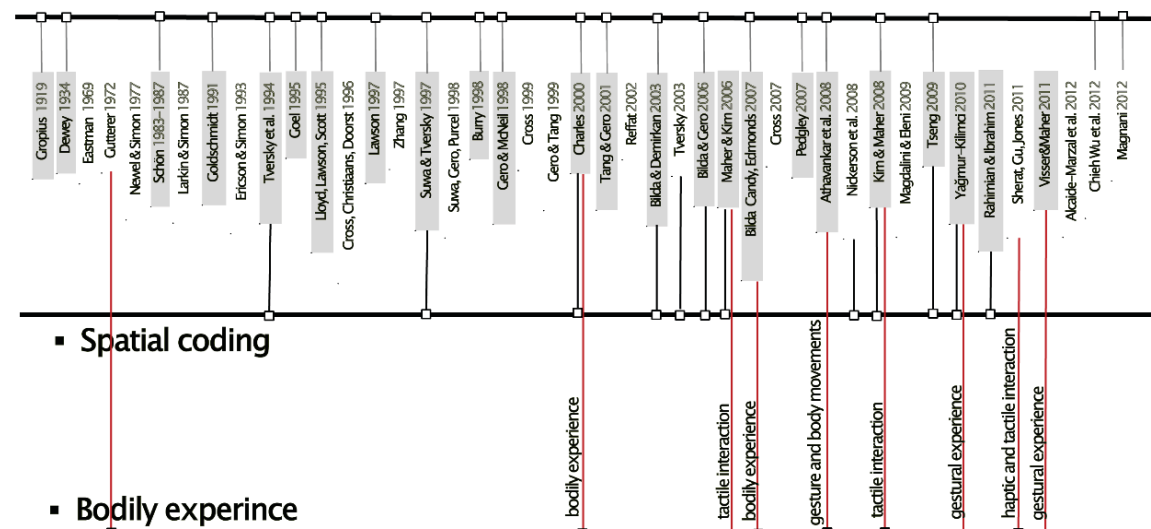 Gropius 1919
Dewey 1934
Eastman 1969
Gutterer 1972
Newel & Simon 1977
Schön 1983–1987
Larkin & Simon 1987
Goldschmidt 1991
Ericson & Simon 1993
Tversky et al. 1994
Goel 1995
Lloyd, Lawson, Scott 1995
Cross, Christiaans, Doorst 1996
Lawson 1997
Zhang 1997
Suwa & Tversky 1997
Suwa, Gero, Purcel 1998
Burry 1998
Gero & McNeil 1998
Cross 1999
Gero & Tang 1999
Charles 2000
Tang & Gero 2001
Reffat 2002
Bilda & Demirkan 2003
Tversky 2003
Bilda & Gero 2006
Maher & Kim 2006
Bilda Candy, Edmonds 2007
Cross 2007
Pedgley 2007
Athavankar et al. 2008
Nickerson et al. 2008
Kim & Maher 2008
Magdalini & Eleni 2009
Tseng 2009
Yağmur–Kilimci 2010
Rahimian & Ibrahim 2011
Sherat, Gu, Jones 2011
Visser&Maher 2011
Alcaide–Marzal et al. 2012
Chieh Wu et al. 2012
Magnani 2012
▪ Spatial coding
bodily experience
tactile interaction
bodily experience
gesture and body movements
tactile interaction
gestural experience
haptic and tactile interaction
gestural experience
▪ Bodily experince